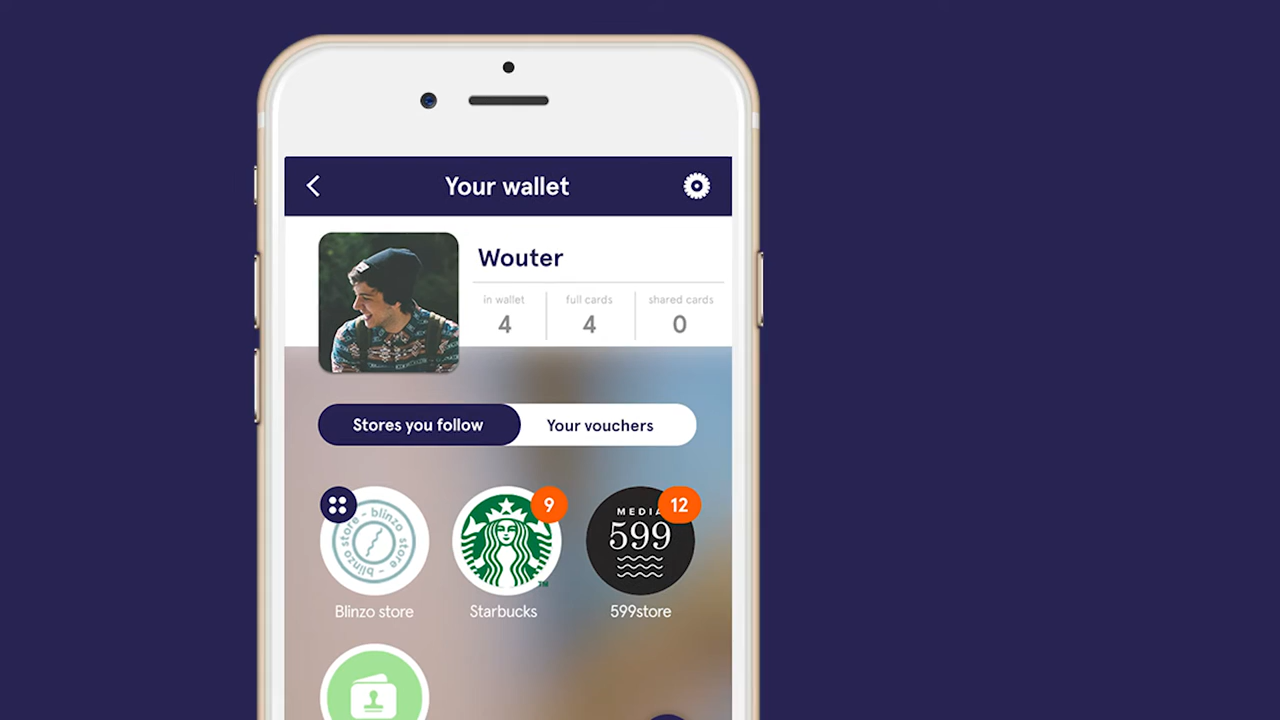 Your wallet
Wouter
in wallet
full cards
shared cards
4
4
0
Stores you follow
Your vouchers
blinzo store - blinzo store -
9
MEDIA
12
599
TM
Blinzo store
Starbucks
599store